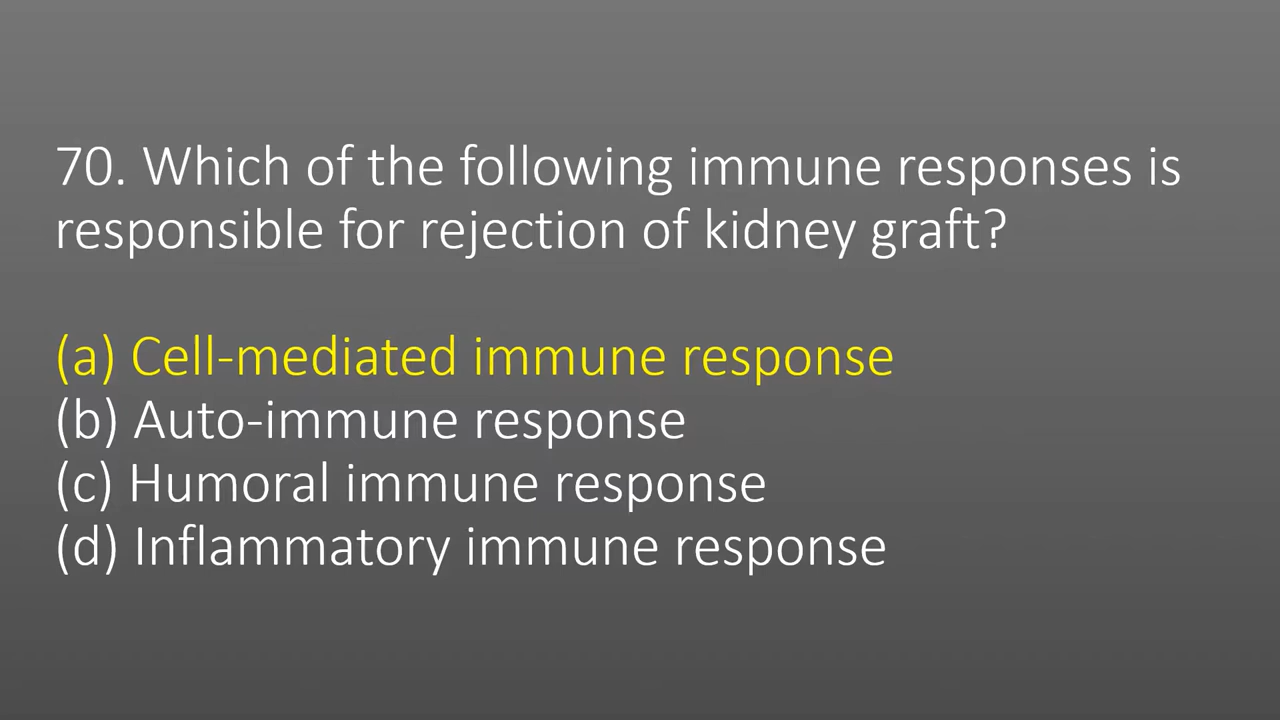 70. Which of the following immune responses is
responsible for rejection of kidney graft?
(a) Cell-mediated immune response
(b) Auto-immune response
(c) Humoral immune response
(d) Inflammatory immune response